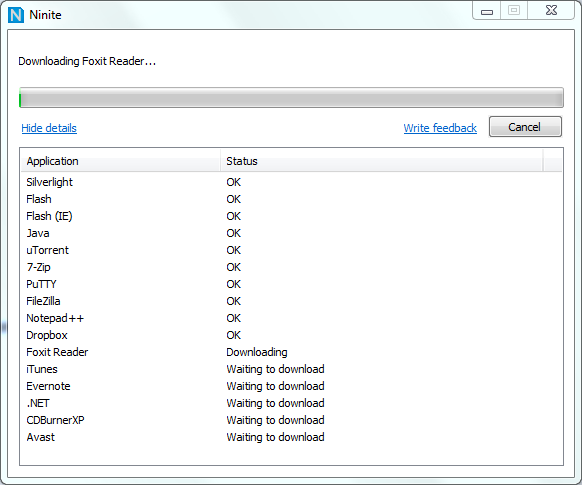 Ninite
Downloading Foxit Reader...
Hide details Write feedback Cancel
Application Status
Silverlight OK
Flash OK
Flash (IE) OK
Java OK
uTorrent OK
7-Zip OK
PuTTY OK
FileZilla OK
Notepad++ OK
Dropbox OK
Foxit Reader Downloading
iTunes Waiting to download
Evernote Waiting to download
.NET Waiting to download
CDBurnerXP Waiting to download
Avast Waiting to download